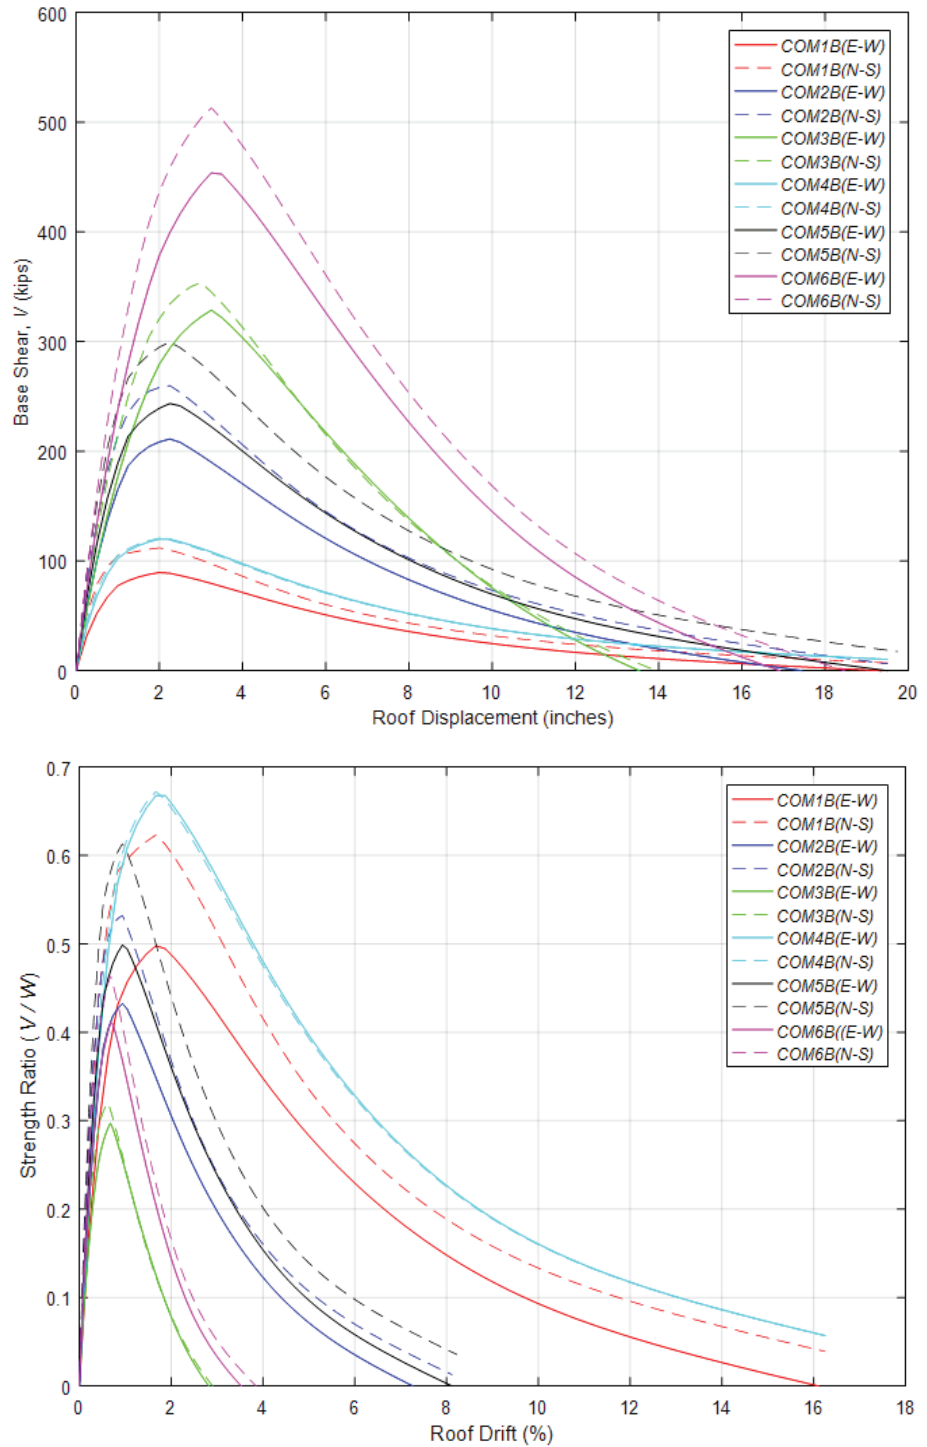 600
500
400
300
200
100
0
Base Shear, V (kips)
COM1B(E-W)
COM1B(N-S)
COM2B(E-W)
COM2B(N-S)
COM3B(E-W)
COM3B(N-S)
COM4B(E-W)
COM4B(N-S)
COM5B(E-W)
COM5B(N-S)
COM6B(E-W)
COM6B(N-S)
0 2 4 6 8 10 12 14 16 18 20
Roof Displacement (inches)
0.7
0.6
0.5
0.4
0.3
0.2
0.1
0
Strength Ratio ( V / W)
COM1B(E-W)
COM1B(N-S)
COM2B(E-W)
COM2B(N-S)
COM3B(E-W)
COM3B(N-S)
COM4B(E-W)
COM4B(N-S)
COM5B(E-W)
COM5B(N-S)
COM6B((E-W)
COM6B(N-S)
0 2 4 6 8 10 12 14 16 18
Roof Drift (%)